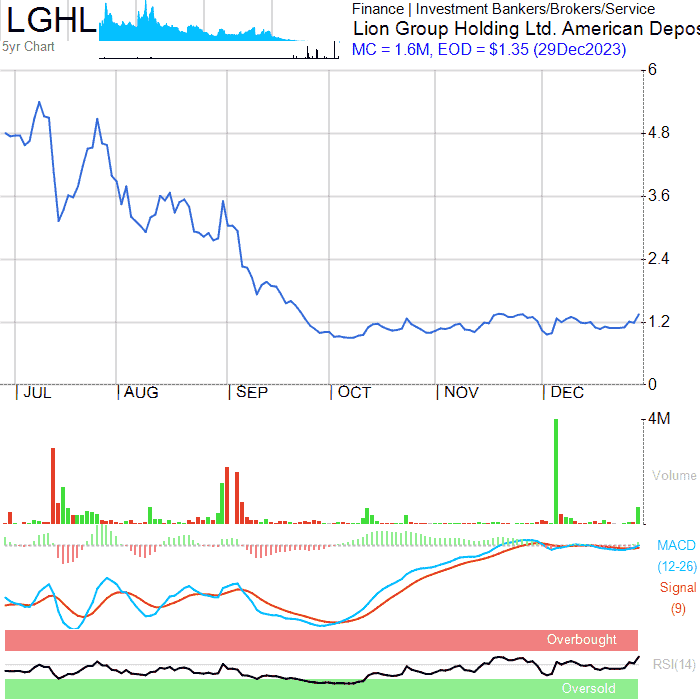 LGHL
5yr Chart
Finance | Investment Bankers/Brokers/Service
Lion Group Holding Ltd. American Depos
MC = 1.6M, EOD = $1.35 (29Dec2023)
6
4.8
3.6
2.4
1.2
0
JUL AUG SEP OCT NOV DEC
4M
Volume
MACD
(12-26)
Signal
(9)
Overbought
RSI(14)
Oversold